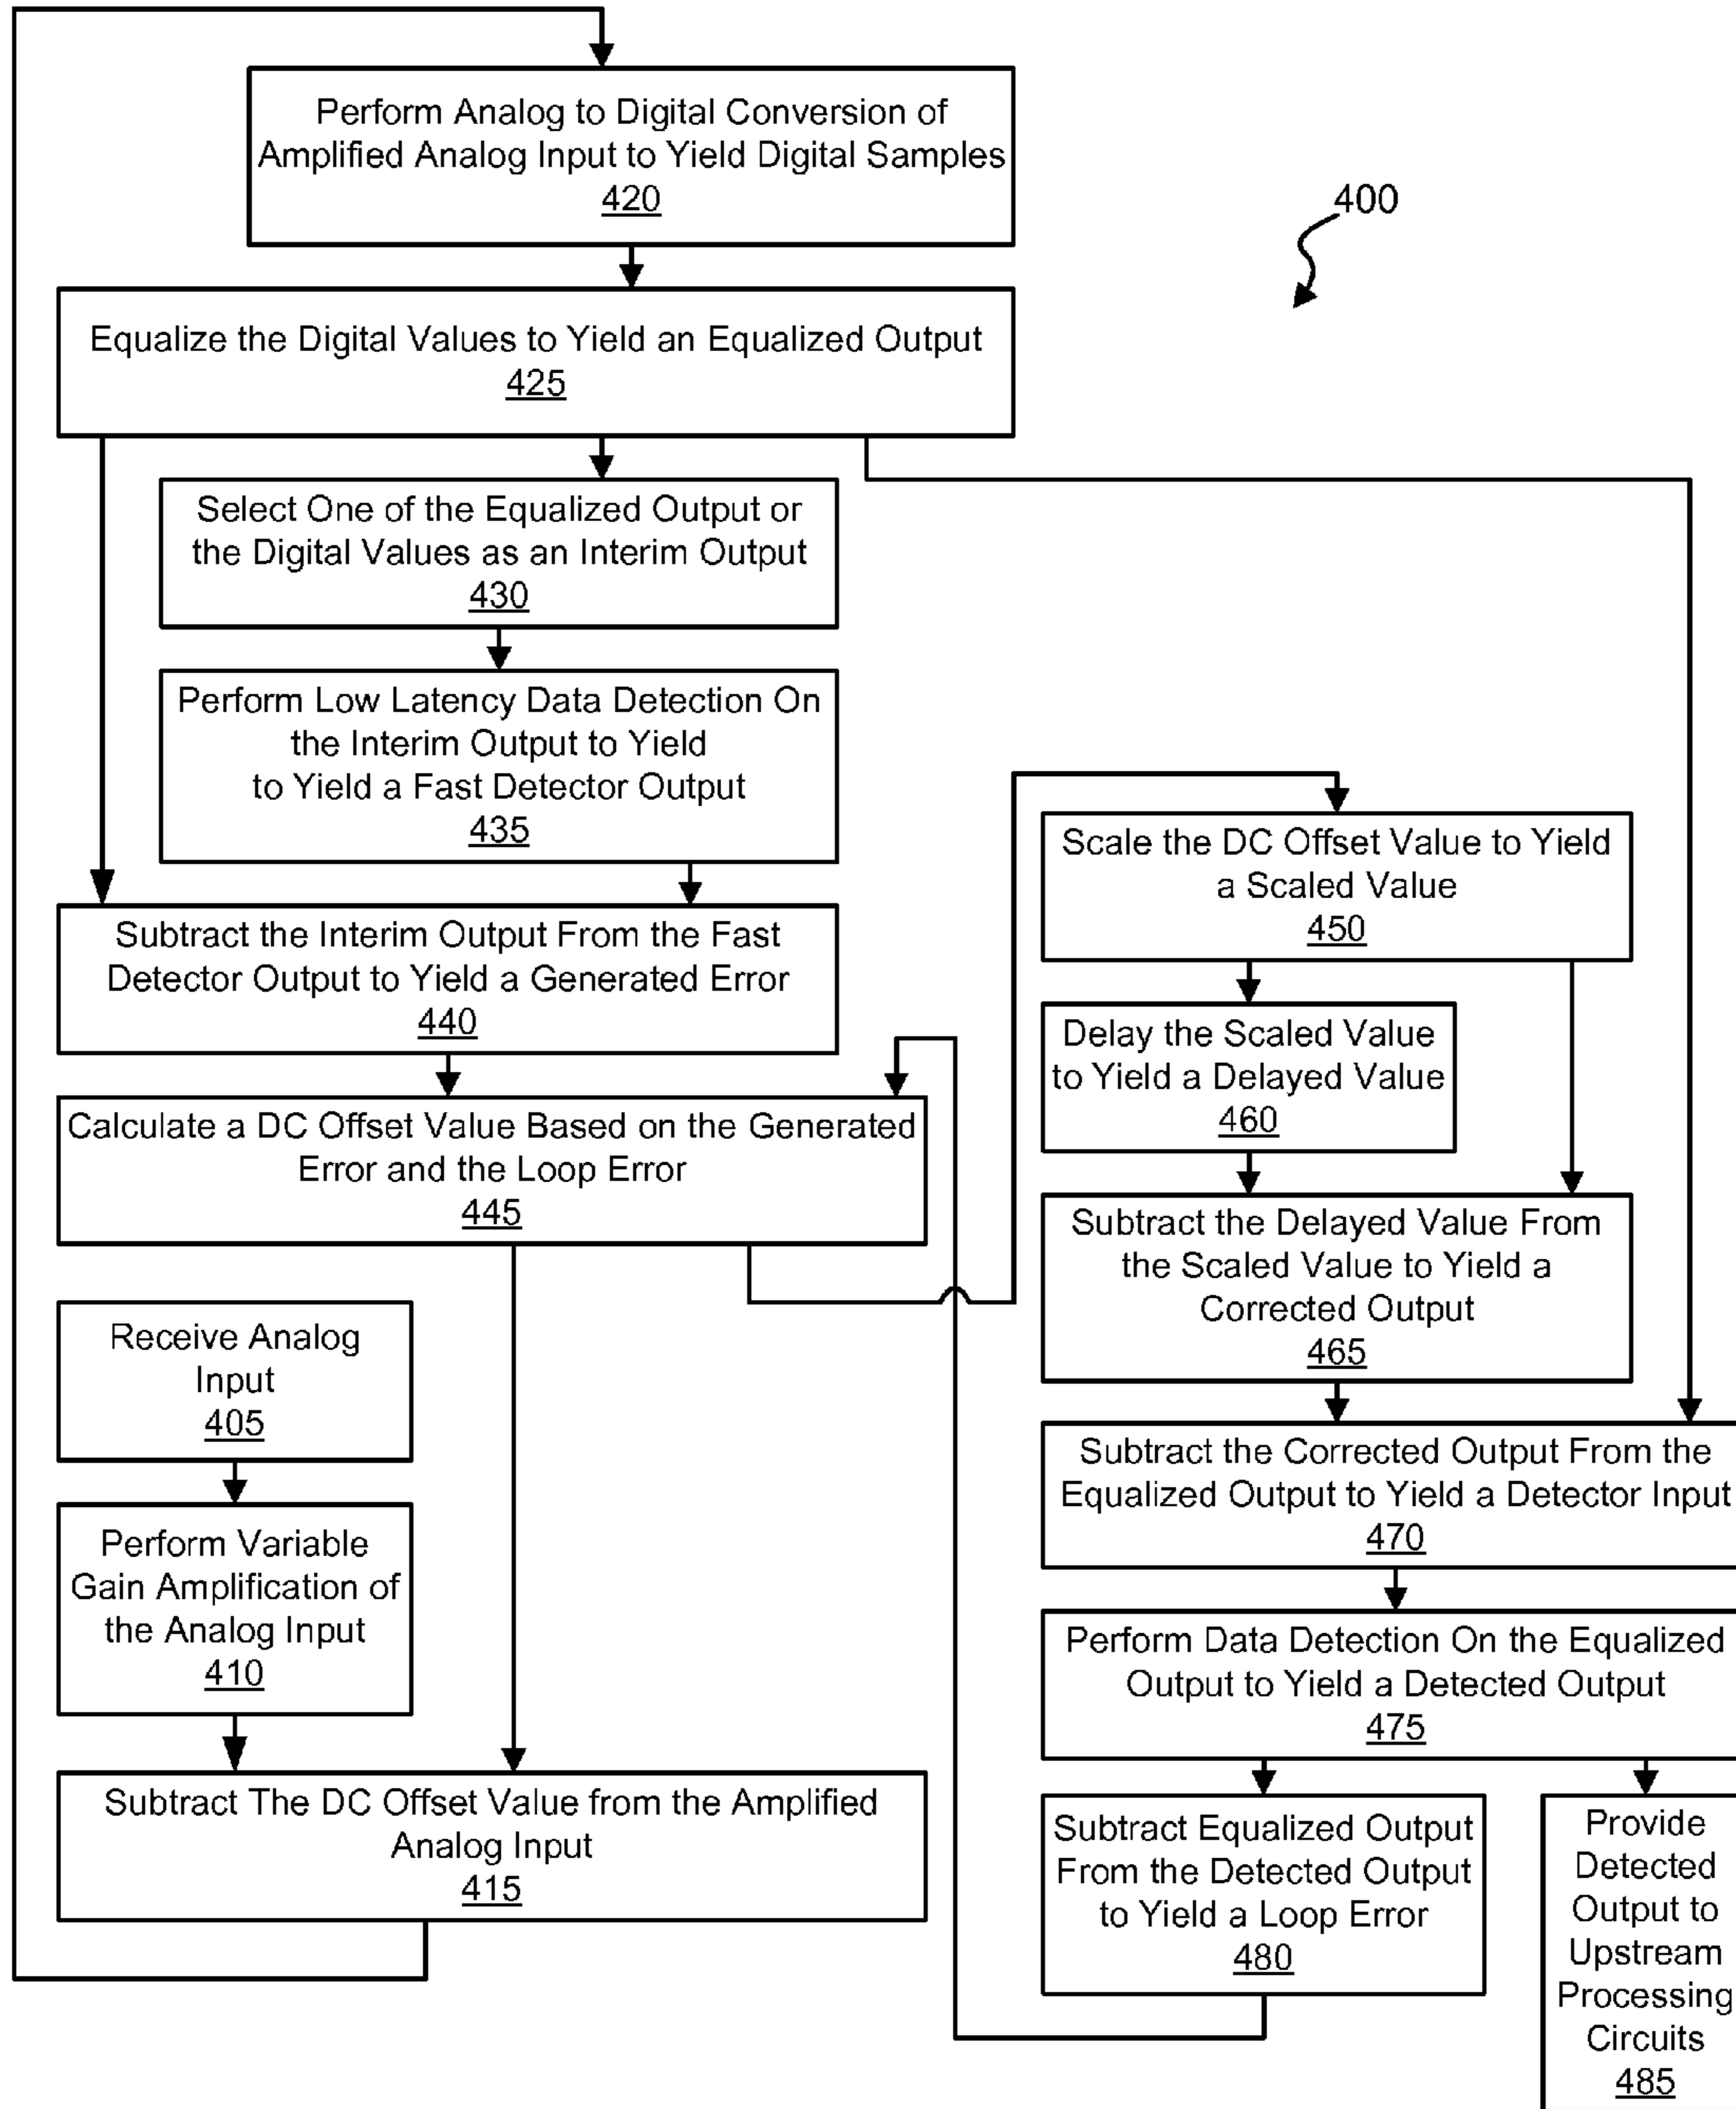 Perform Analog to Digital Conversion of
Amplified Analog Input to Yield Digital Samples
420
400
Equalize the Digital Values to Yield an Equalized Output
425
Select One of the Equalized Output or
the Digital Values as an Interim Output
430
Perform Low Latency Data Detection On
the Interim Output to Yield
to Yield a Fast Detector Output
435
Subtract the Interim Output From the Fast
Detector Output to Yield a Generated Error
440
Calculate a DC Offset Value Based on the Generated
Error and the Loop Error
445
Receive Analog
Input
405
Perform Variable
Gain Amplification of
the Analog Input
410
Subtract The DC Offset Value from the Amplified
Analog Input
415
Scale the DC Offset Value to Yield
a Scaled Value
450
Delay the Scaled Value
to Yield a Delayed Value
460
Subtract the Delayed Value From
the Scaled Value to Yield a
Corrected Output
465
Subtract the Corrected Output From the
Equalized Output to Yield a Detector Input
470
Perform Data Detection On the Equalized
Output to Yield a Detected Output
475
Subtract Equalized Output
From the Detected Output
to Yield a Loop Error
480
Provide
Detected
Output to
Upstream
Processing
Circuits
485